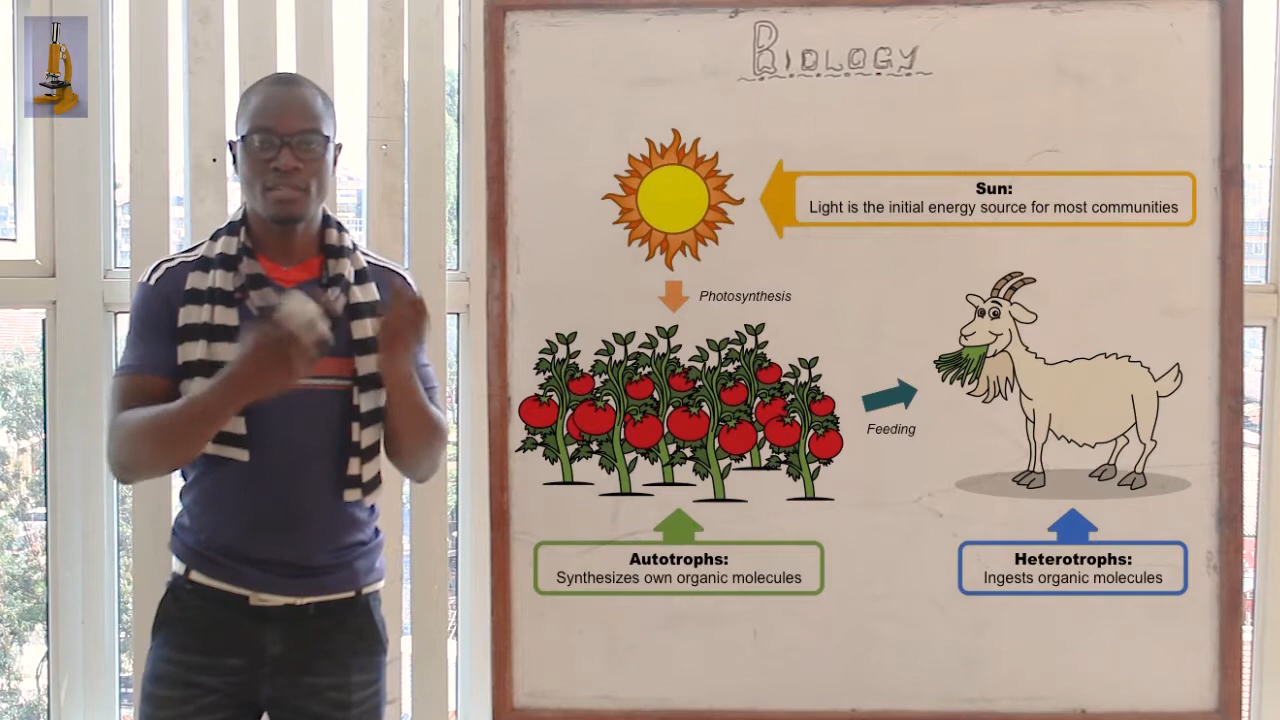 BIOLOGY
Sun:
Light is the initial energy source for most communities
Photosynthesis
Feeding
Autotrophs:
Synthesizes own organic molecules
Heterotrophs:
Ingests organic molecules